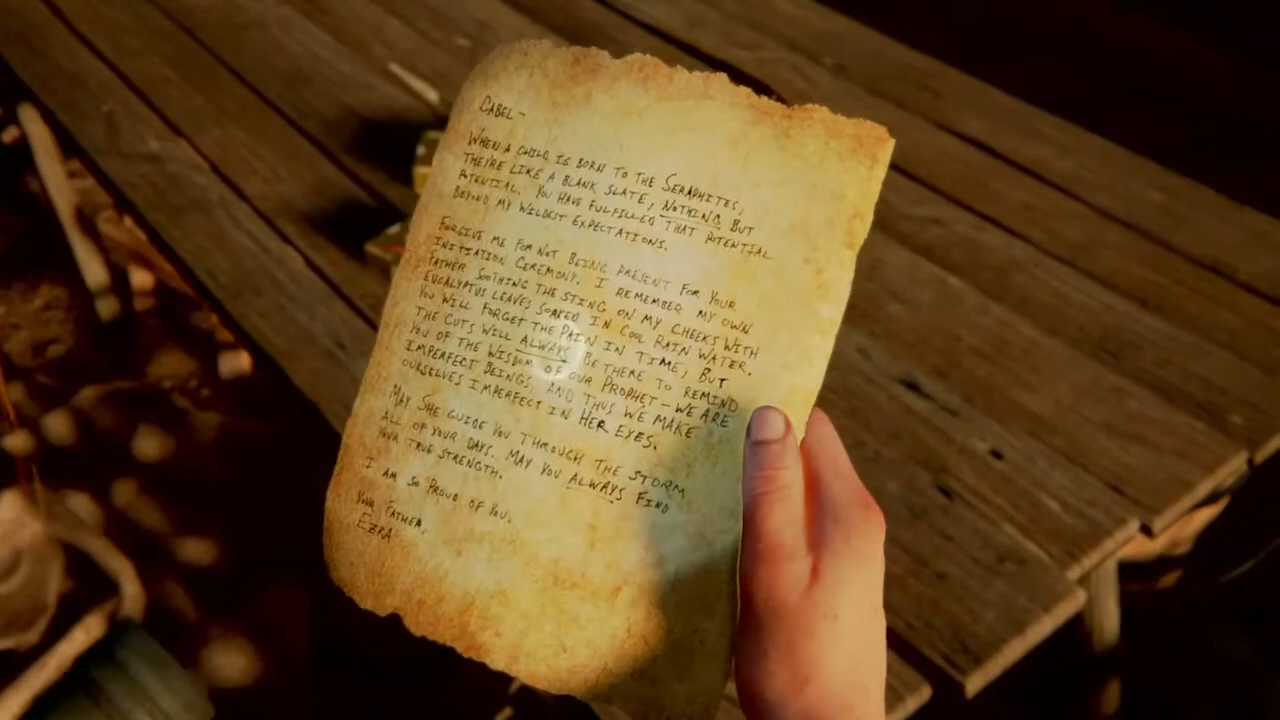 CABEL-
WHEN A CHILD IS BORN TO THE SERAPHITES,
THEY'RE LIKE A BLANK SLATE, NOTHING BUT
POTENTIAL. YOU HAVE FULFILLED THAT POTENTIAL
BEYOND MY WILDEST EXPECTATIONS.
FORGIVE ME FOR NOT BEING PRESENT FOR YOUR
INITIATION CEREMONY. I REMEMBER MY OWN
FATHER SOOTHING THE STING ON MY CHEEKS WITH
EUCALYPTUS LEAVES SOAKED IN COOL RAIN WATER.
YOU WILL FORGET THE PAIN IN TIME, BUT
THE CUTS WILL ALWAYS BE THERE TO REMIND
YOU OF THE WISDOM OF OUR PROPHET - WE ARE
IMPERFECT BEINGS AND THUS WE MAKE
OURSELVES IMPERFECT IN HER EYES.
MAY SHE GUIDE YOU THROUGH THE STORM
ALL OF YOUR DAYS. MAY YOU ALWAYS FIND
YOUR TRUE STRENGTH.
I AM SO PROUD OF YOU.
YOUR FATHER,
EZRA